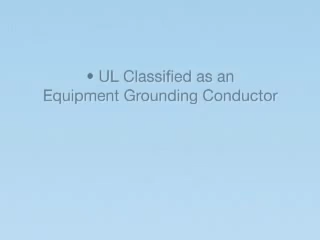 • UL Classified as an
Equipment Grounding Conductor